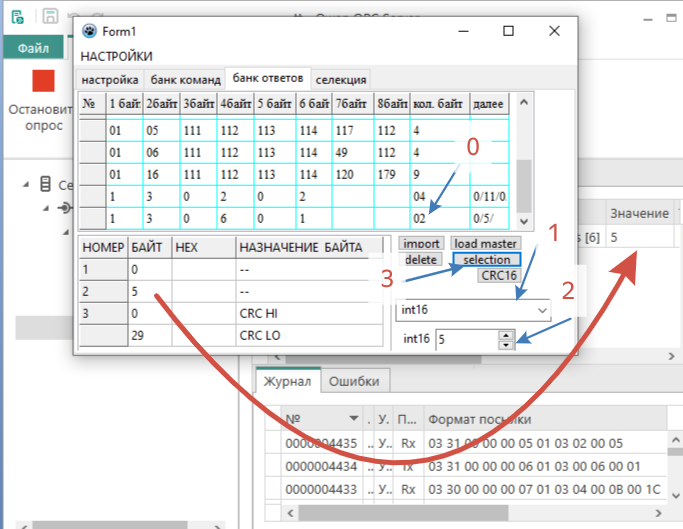 Файл
Остановит
опрос
Се
Form1
НАСТРОЙКИ
настройка банк команд банк ответов селекция
№ 1 байт 2байт 3байт 4байт 5 байт 6 байт 7байт 8байт кол. байт далее
01 05 111 112 113 114 117 112 4
01 06 111 112 113 114 49 112 4
01 16 111 112 113 114 120 179 9
1 3 0 2 0 2 04 0/11/0
1 3 0 6 0 1 02 0/5/
0
НОМЕР БАЙТ HEX НАЗНАЧЕНИЕ БАЙТА
1 0 --
2 5 --
3 0 CRC HI
29 CRC LO
import load master
delete selection
CRC16
int16
int16 5
1
3
2
Значение
s [6] 5
Журнал Ошибки
№ . У. П... Формат посылки
0000004435 .. У.. Rx 03 31 00 00 00 05 01 03 02 00 05
0000004434 .. У.. Tx 03 31 00 00 00 06 01 03 00 06 00 01
0000004433 .. У.. Rx 03 30 00 00 00 07 01 03 04 00 0B 00 1C